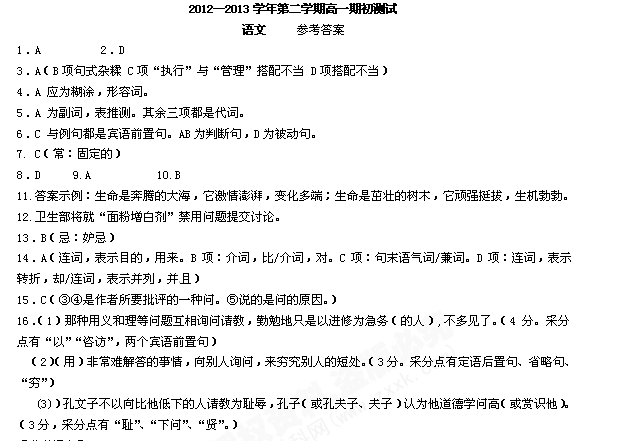 2012—2013 学年第二学期高一期初测试
语文 参考答案
1．A 2．D
3．A( B项句式杂糅 C项“执行”与“管理”搭配不当 D项搭配不当 )
4．A 应为糊涂，形容词。
5．A 为副词，表推测。其余三项都是代词。
6．C 与例句都是宾语前置句。AB为判断句，D为被动句。
7. C( 常：固定的 )
8．D 9.A 10.B
11.答案示例：生命是奔腾的大海，它激情澎湃，变化多端；生命是茁壮的树木，它顽强挺拔，生机勃勃。
12.卫生部将就“面粉增白剂”禁用问题提交讨论。
13．B( 忌：妒忌 )
14．A( 连词，表示目的，用来。B 项：介词，比/介词，对。C 项：句末语气词/兼词。D 项：连词，表示
转折，却/连词，表示并列，并且 )
15．C( ③④是作者所要批评的一种问。⑤说的是问的原因。)
16．( 1 ) 那种用义和理等问题互相询问请教，勤勉地只是以进修为急务 ( 的人 )，不多见了。( 4 分。采分
点有“以”“咨访”，两个宾语前置句 )
( 2 )( 用 ) 非常难解答的事情，向别人询问，来穷究别人的短处。( 3 分。采分点有定语后置句、省略句、
“穷”)
(3) ) 孔文子不以向比他低下的人请教为耻辱，孔子 ( 或孔夫子、夫子 ) 认为他道德学问高 ( 或赏识他 )。
( 3 分，采分点有“耻”、“下问”、“贤”。)